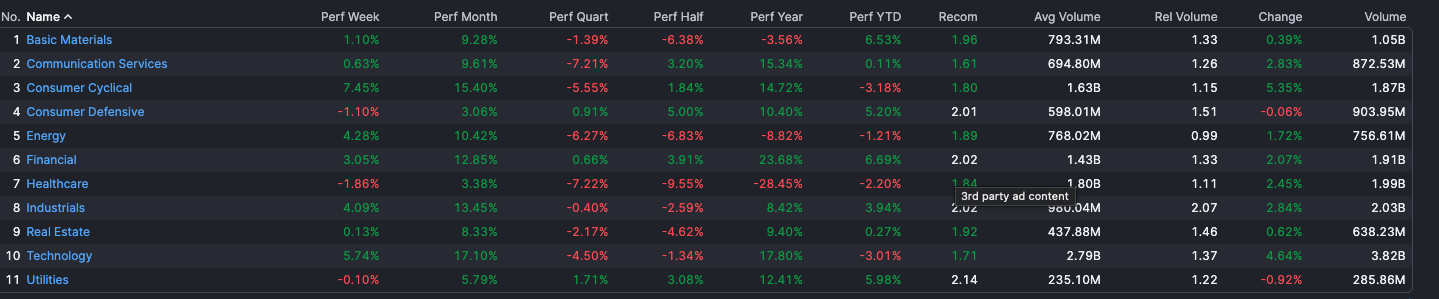 No. Name Perf Week Perf Month Perf Quart Perf Half Perf Year Perf YTD Recom Avg Volume Rel Volume Change Volume
1 Basic Materials 1.10% 9.28% -1.39% -6.38% -3.56% 6.53% 1.96 793.31M 1.33 0.39% 1.05B
2 Communication Services 0.63% 9.61% -7.21% 3.20% 15.34% 0.11% 1.61 694.80M 1.26 2.83% 872.53M
3 Consumer Cyclical 7.45% 15.40% -5.55% 1.84% 14.72% -3.18% 1.80 1.63B 1.15 5.35% 1.87B
4 Consumer Defensive -1.10% 3.06% 0.91% 5.00% 10.40% 5.20% 2.01 598.01M 1.51 -0.06% 903.95M
5 Energy 4.28% 10.42% -6.27% -6.83% -8.82% -1.21% 1.89 768.02M 0.99 1.72% 756.61M
6 Financial 3.05% 12.85% 0.66% 3.91% 23.68% 6.69% 2.02 1.43B 1.33 2.07% 1.91B
7 Healthcare -1.86% 3.38% -7.22% -9.55% -28.45% -2.20% 1.84 1.80B 1.11 2.45% 1.99B
3rd party ad content
8 Industrials 4.09% 13.45% -0.40% -2.59% 8.42% 3.94% 2.02 980.04M 2.07 2.84% 2.03B
9 Real Estate 0.13% 8.33% -2.17% -4.62% 9.40% 0.27% 1.92 437.88M 1.46 0.62% 638.23M
10 Technology 5.74% 17.10% -4.50% -1.34% 17.80% -3.01% 1.71 2.79B 1.37 4.64% 3.82B
11 Utilities -0.10% 5.79% 1.71% 3.08% 12.41% 5.98% 2.14 235.10M 1.22 -0.92% 285.86M